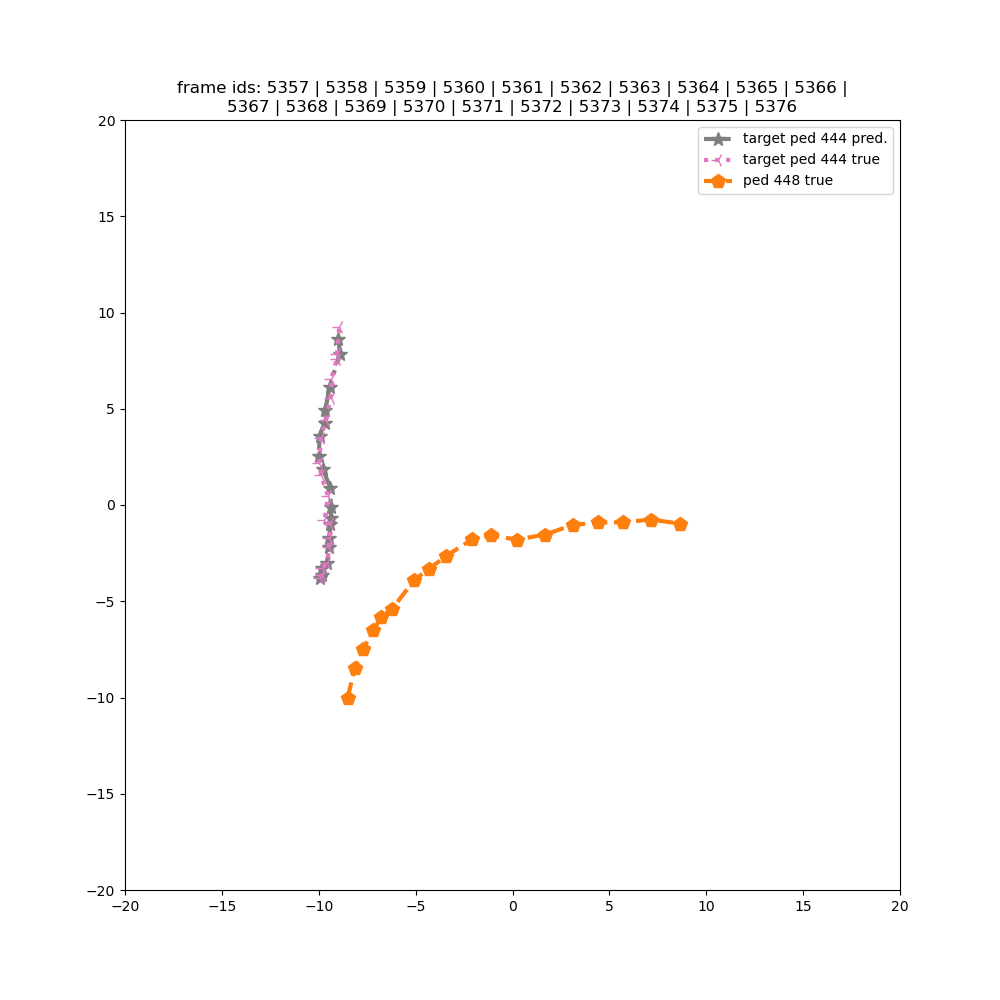 frame ids: 5357 | 5358 | 5359 | 5360 | 5361 | 5362 | 5363 | 5364 | 5365 | 5366 |
5367 | 5368 | 5369 | 5370 | 5371 | 5372 | 5373 | 5374 | 5375 | 5376
target ped 444 pred.
target ped 444 true
ped 448 true
20
15
10
5
0
−5
−10
−15
−20
−20 −15 −10 −5 0 5 10 15 20